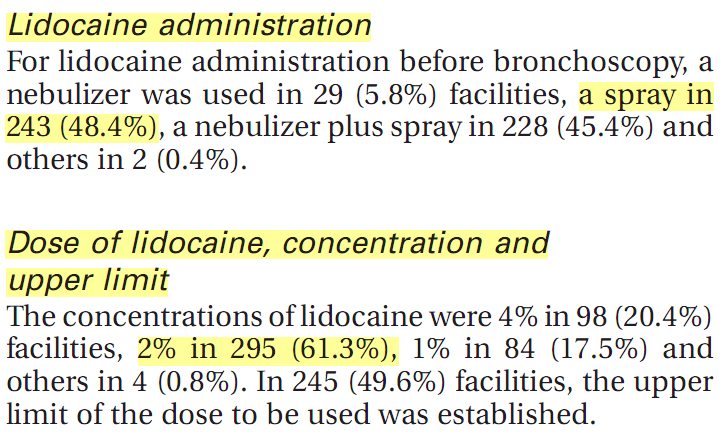 Lidocaine administration
For lidocaine administration before bronchoscopy, a
nebulizer was used in 29 (5.8%) facilities, a spray in
243 (48.4%), a nebulizer plus spray in 228 (45.4%) and
others in 2 (0.4%).
Dose of lidocaine, concentration and
upper limit
The concentrations of lidocaine were 4% in 98 (20.4%)
facilities, 2% in 295 (61.3%), 1% in 84 (17.5%) and
others in 4 (0.8%). In 245 (49.6%) facilities, the upper
limit of the dose to be used was established.